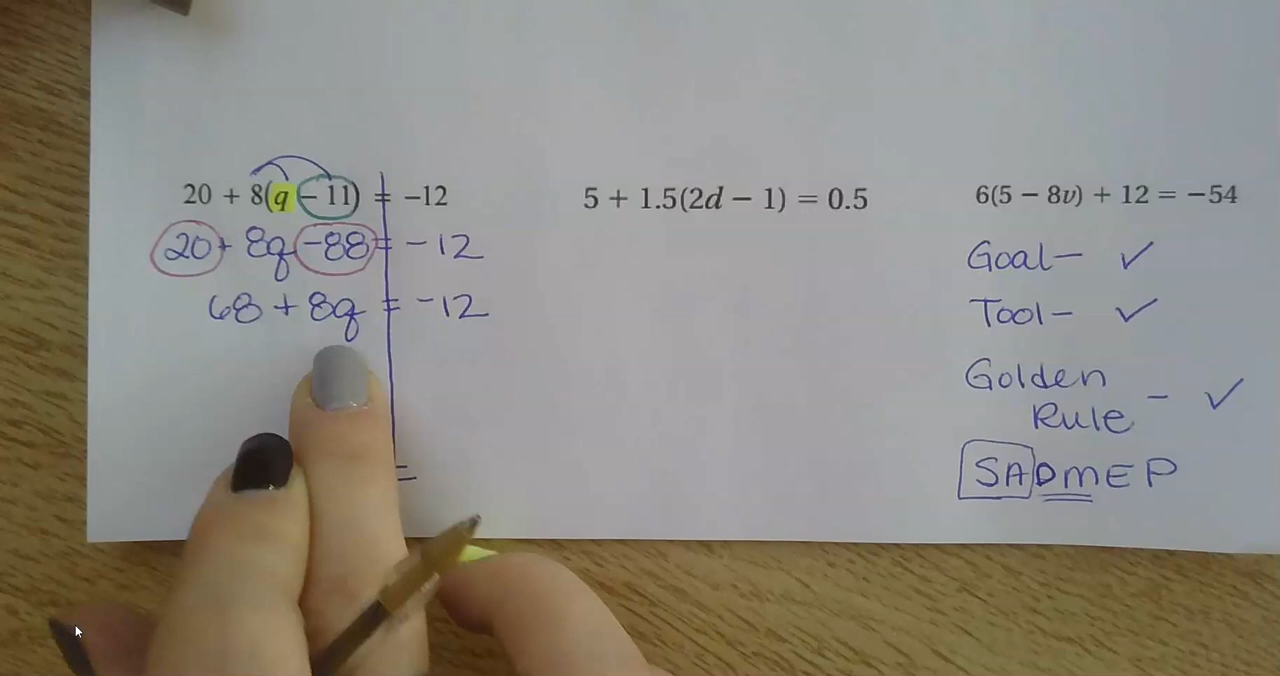 20 + 8(q − 11) = −12
20 + 8q −88 = −12
68 + 8q = −12
=
5 + 1.5(2d − 1) = 0.5
6(5 − 8v) + 12 = −54
Goal – ✓
Tool – ✓
Golden
Rule – ✓
SADMEP